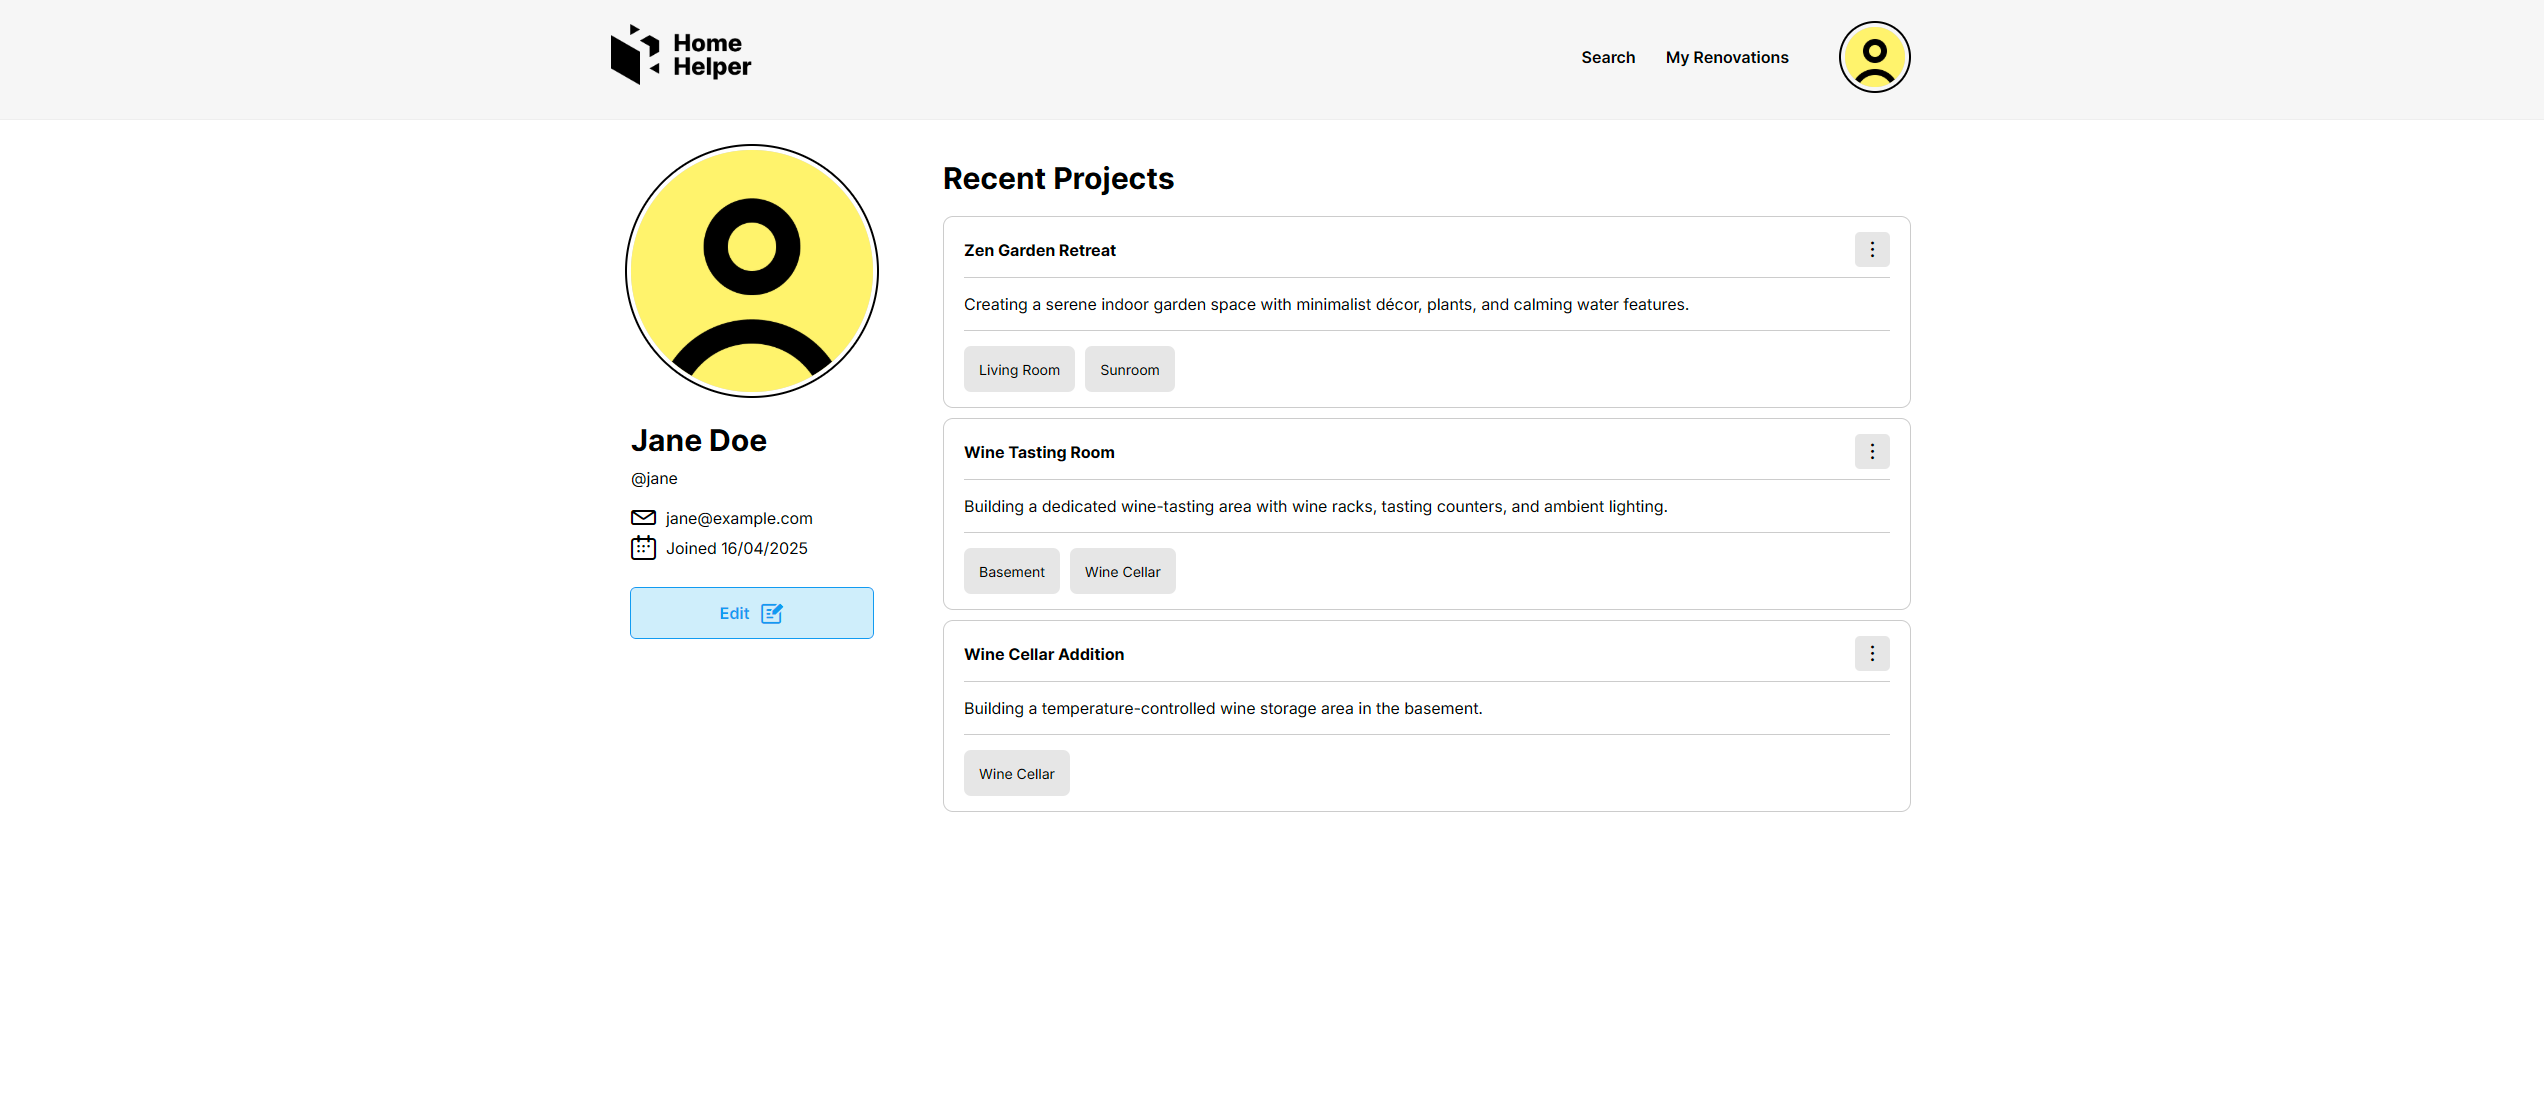 Home
Helper
Search
My Renovations
Jane Doe
@jane
jane@example.com
Joined 16/04/2025
Edit
Recent Projects
Zen Garden Retreat
Creating a serene indoor garden space with minimalist décor, plants, and calming water features.
Living Room
Sunroom
Wine Tasting Room
Building a dedicated wine-tasting area with wine racks, tasting counters, and ambient lighting.
Basement
Wine Cellar
Wine Cellar Addition
Building a temperature-controlled wine storage area in the basement.
Wine Cellar